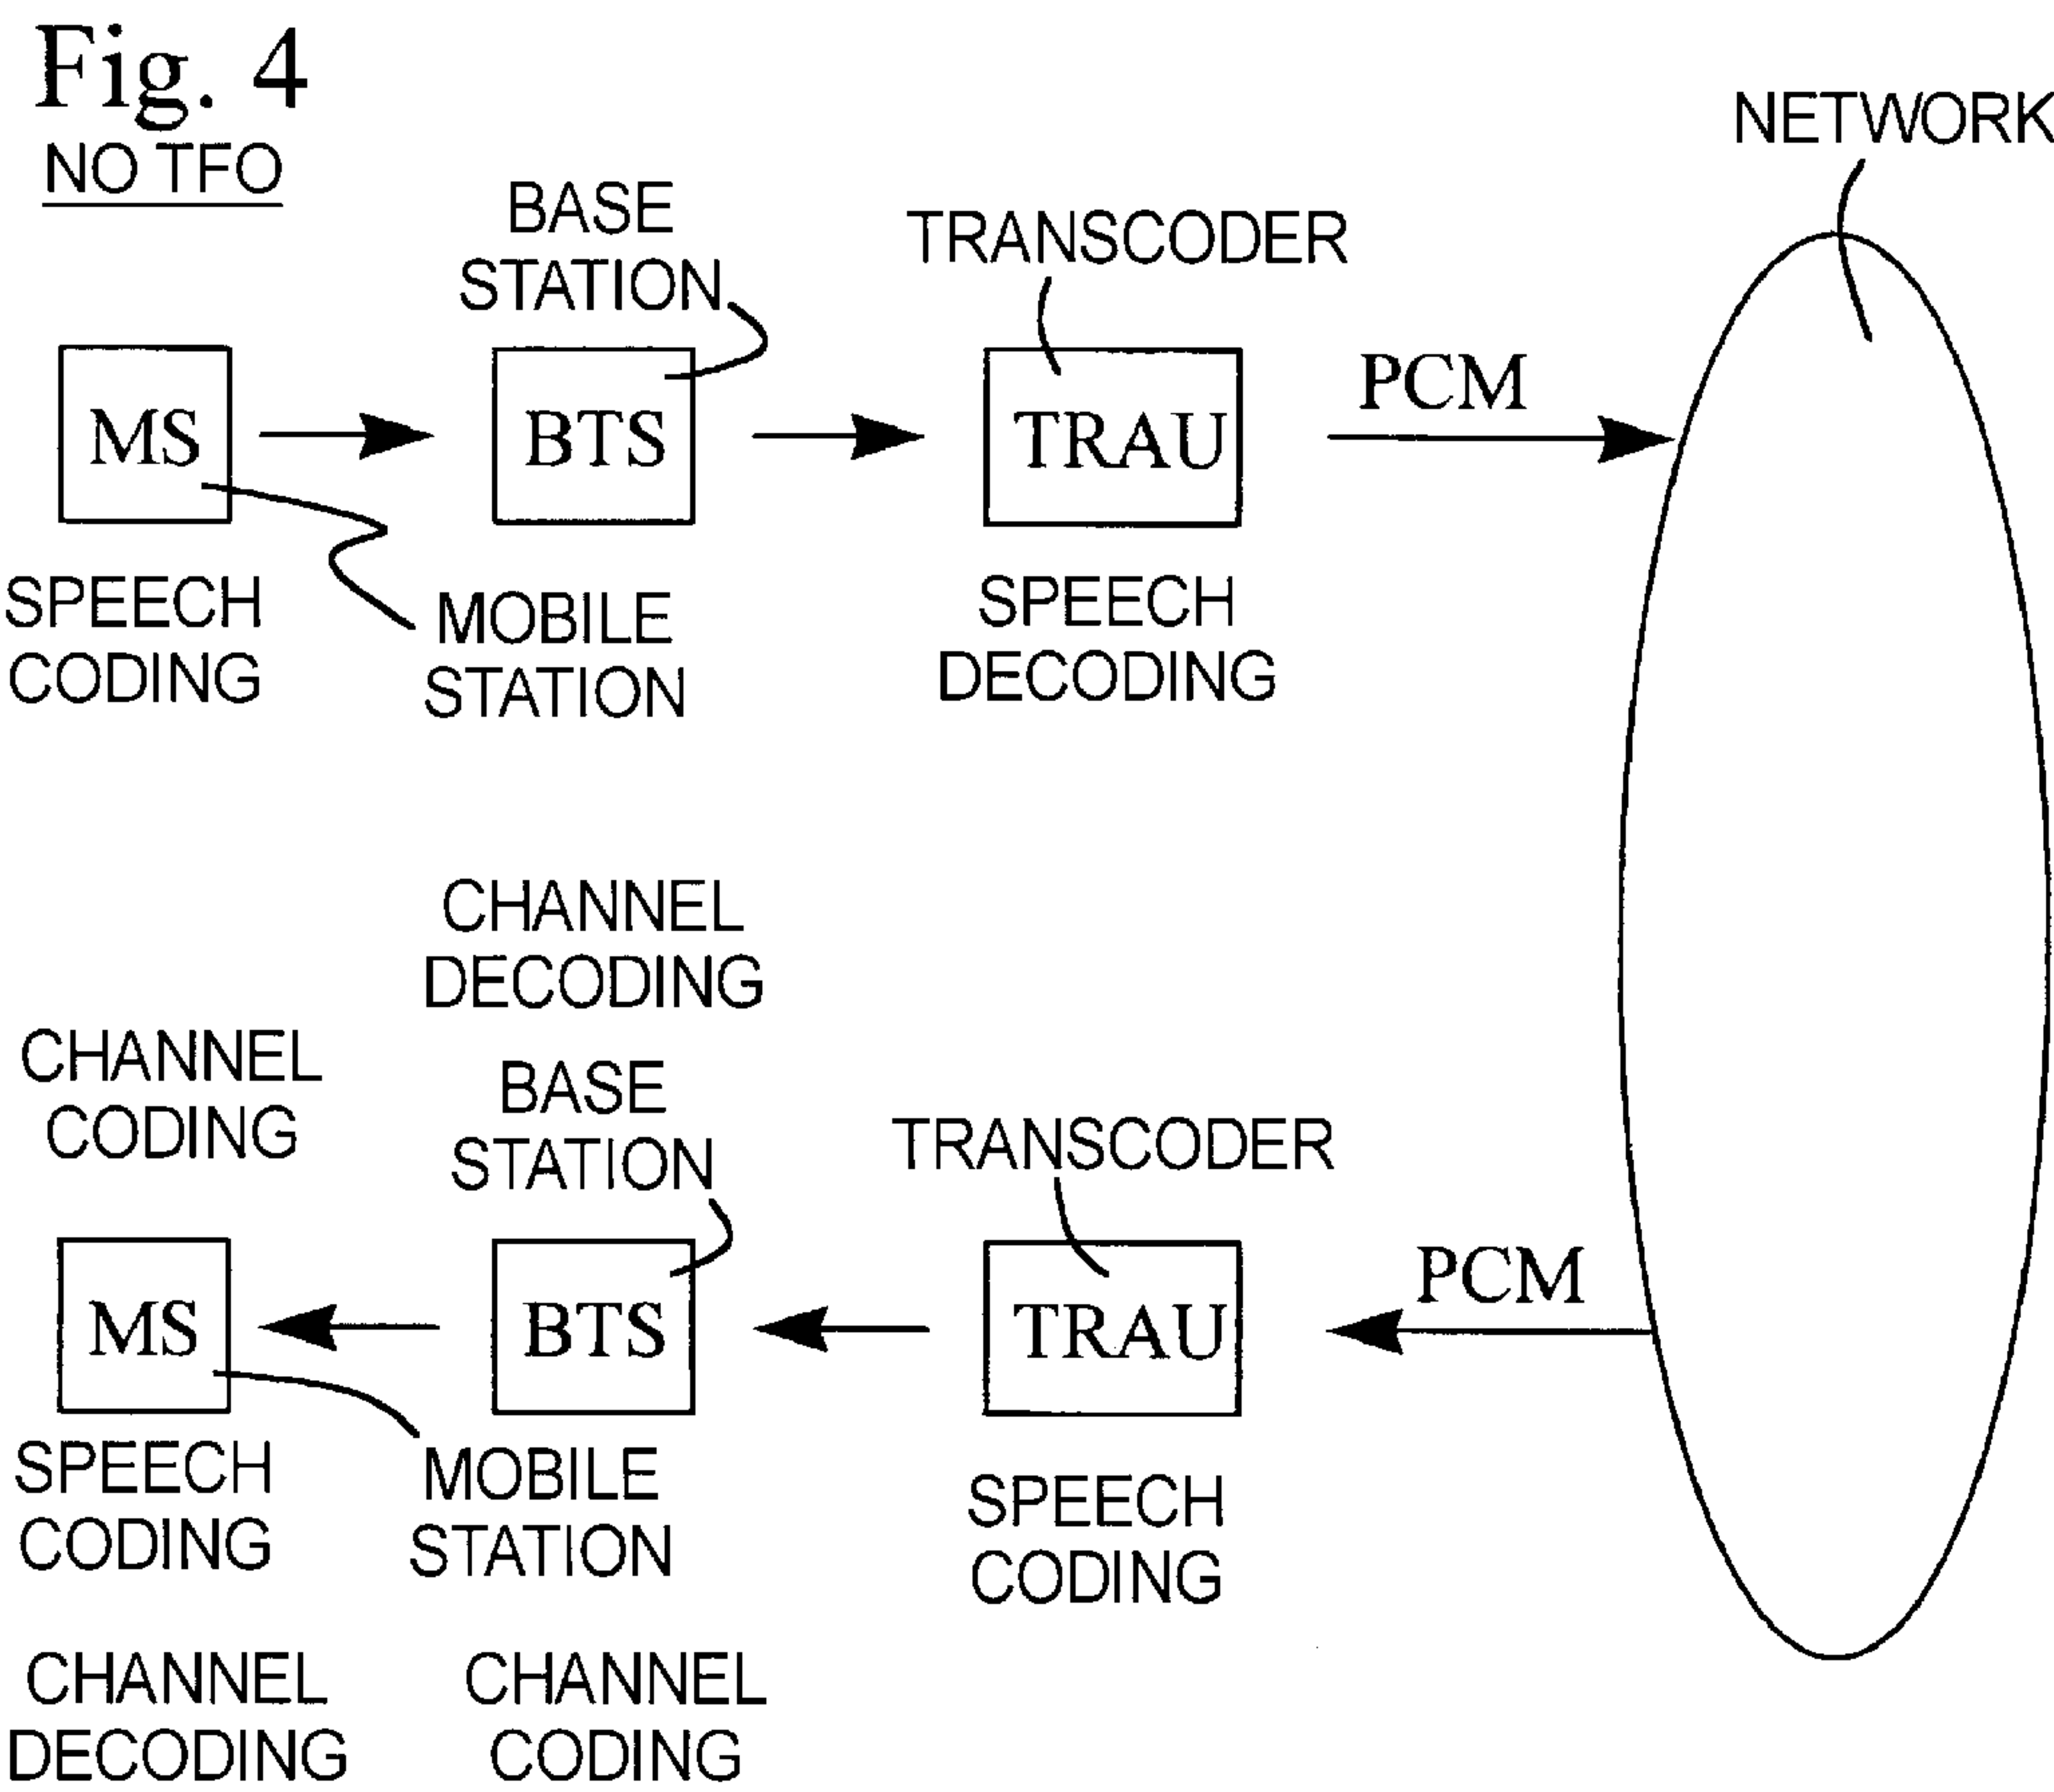 Fig. 4
NO TFO
NETWORK
BASE
STATION
TRANSCODER
MS
BTS
TRAU
PCM
SPEECH
CODING
MOBILE
STATION
SPEECH
DECODING
CHANNEL
DECODING
CHANNEL
CODING
BASE
STATION
TRANSCODER
MS
BTS
TRAU
PCM
SPEECH
CODING
MOBILE
STATION
SPEECH
CODING
CHANNEL
DECODING
CHANNEL
CODING